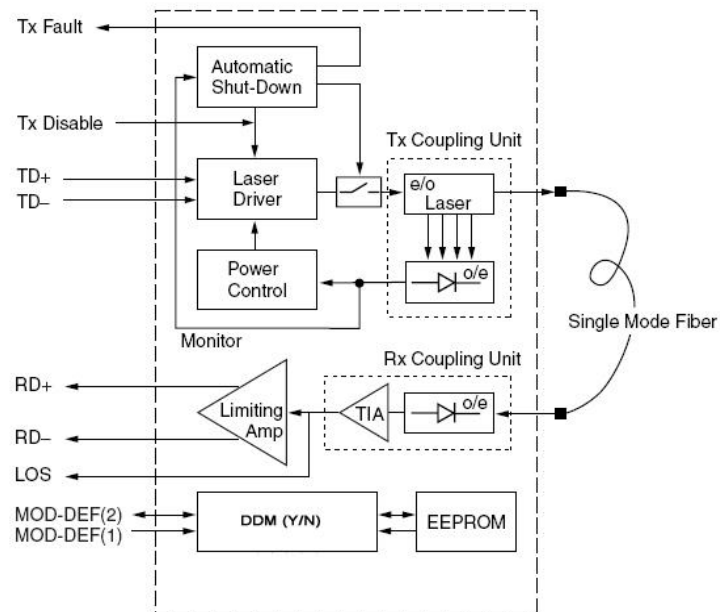 Tx Fault
Automatic
Shut-Down
Tx Disable
Tx Coupling Unit
TD+
TD–
Laser
Driver
e/o
Laser
Power
Control
o/e
Monitor
Single Mode Fiber
Rx Coupling Unit
RD+
RD–
Limiting
Amp
TIA
o/e
LOS
MOD-DEF(2)
MOD-DEF(1)
DDM (Y/N)
EEPROM